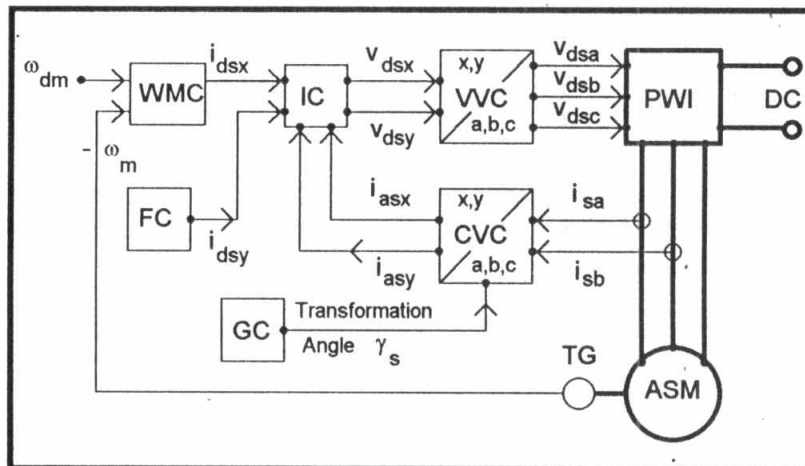 ω_dm
WMC
i_dsx
IC
v_dsx
v_dsy
x,y
VVC
a,b,c
v_dsa
v_dsb
v_dsc
PWI
DC
- ω_m
FC
i_dsy
i_asx
i_asy
x,y
CVC
a,b,c
i_sa
i_sb
GC
Transformation
Angle γ_s
TG
ASM